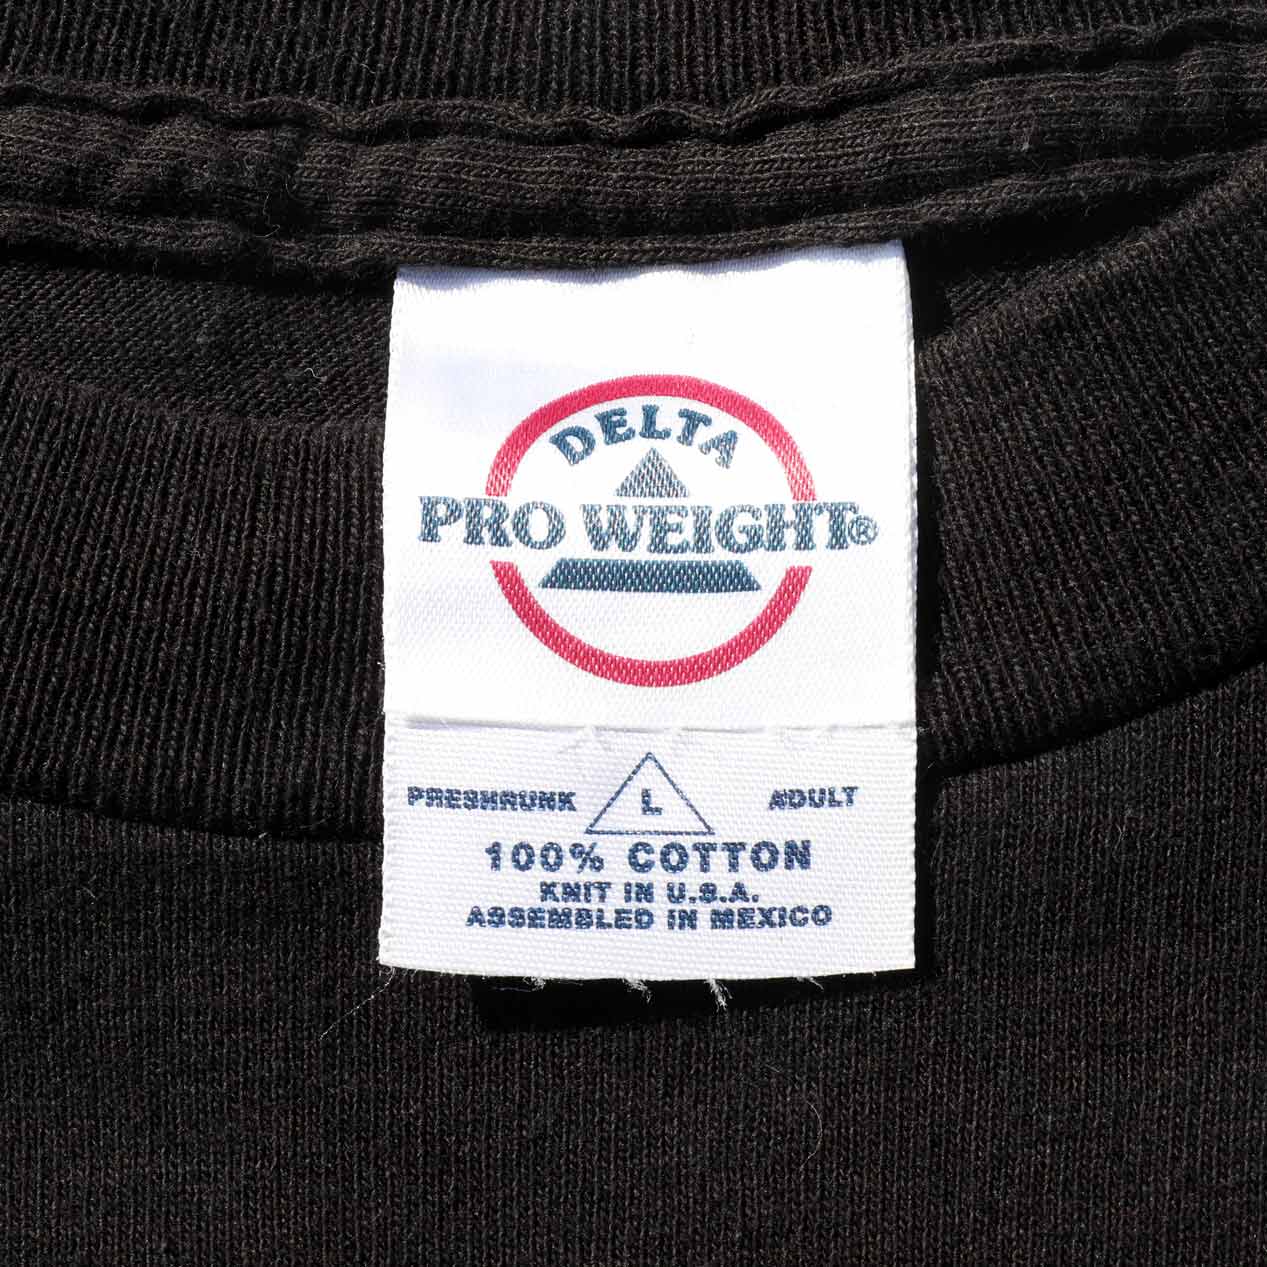 DELTA
PRO WEIGHT®
PRESHRUNK L ADULT
100% COTTON
KNIT IN U.S.A.
ASSEMBLED IN MEXICO